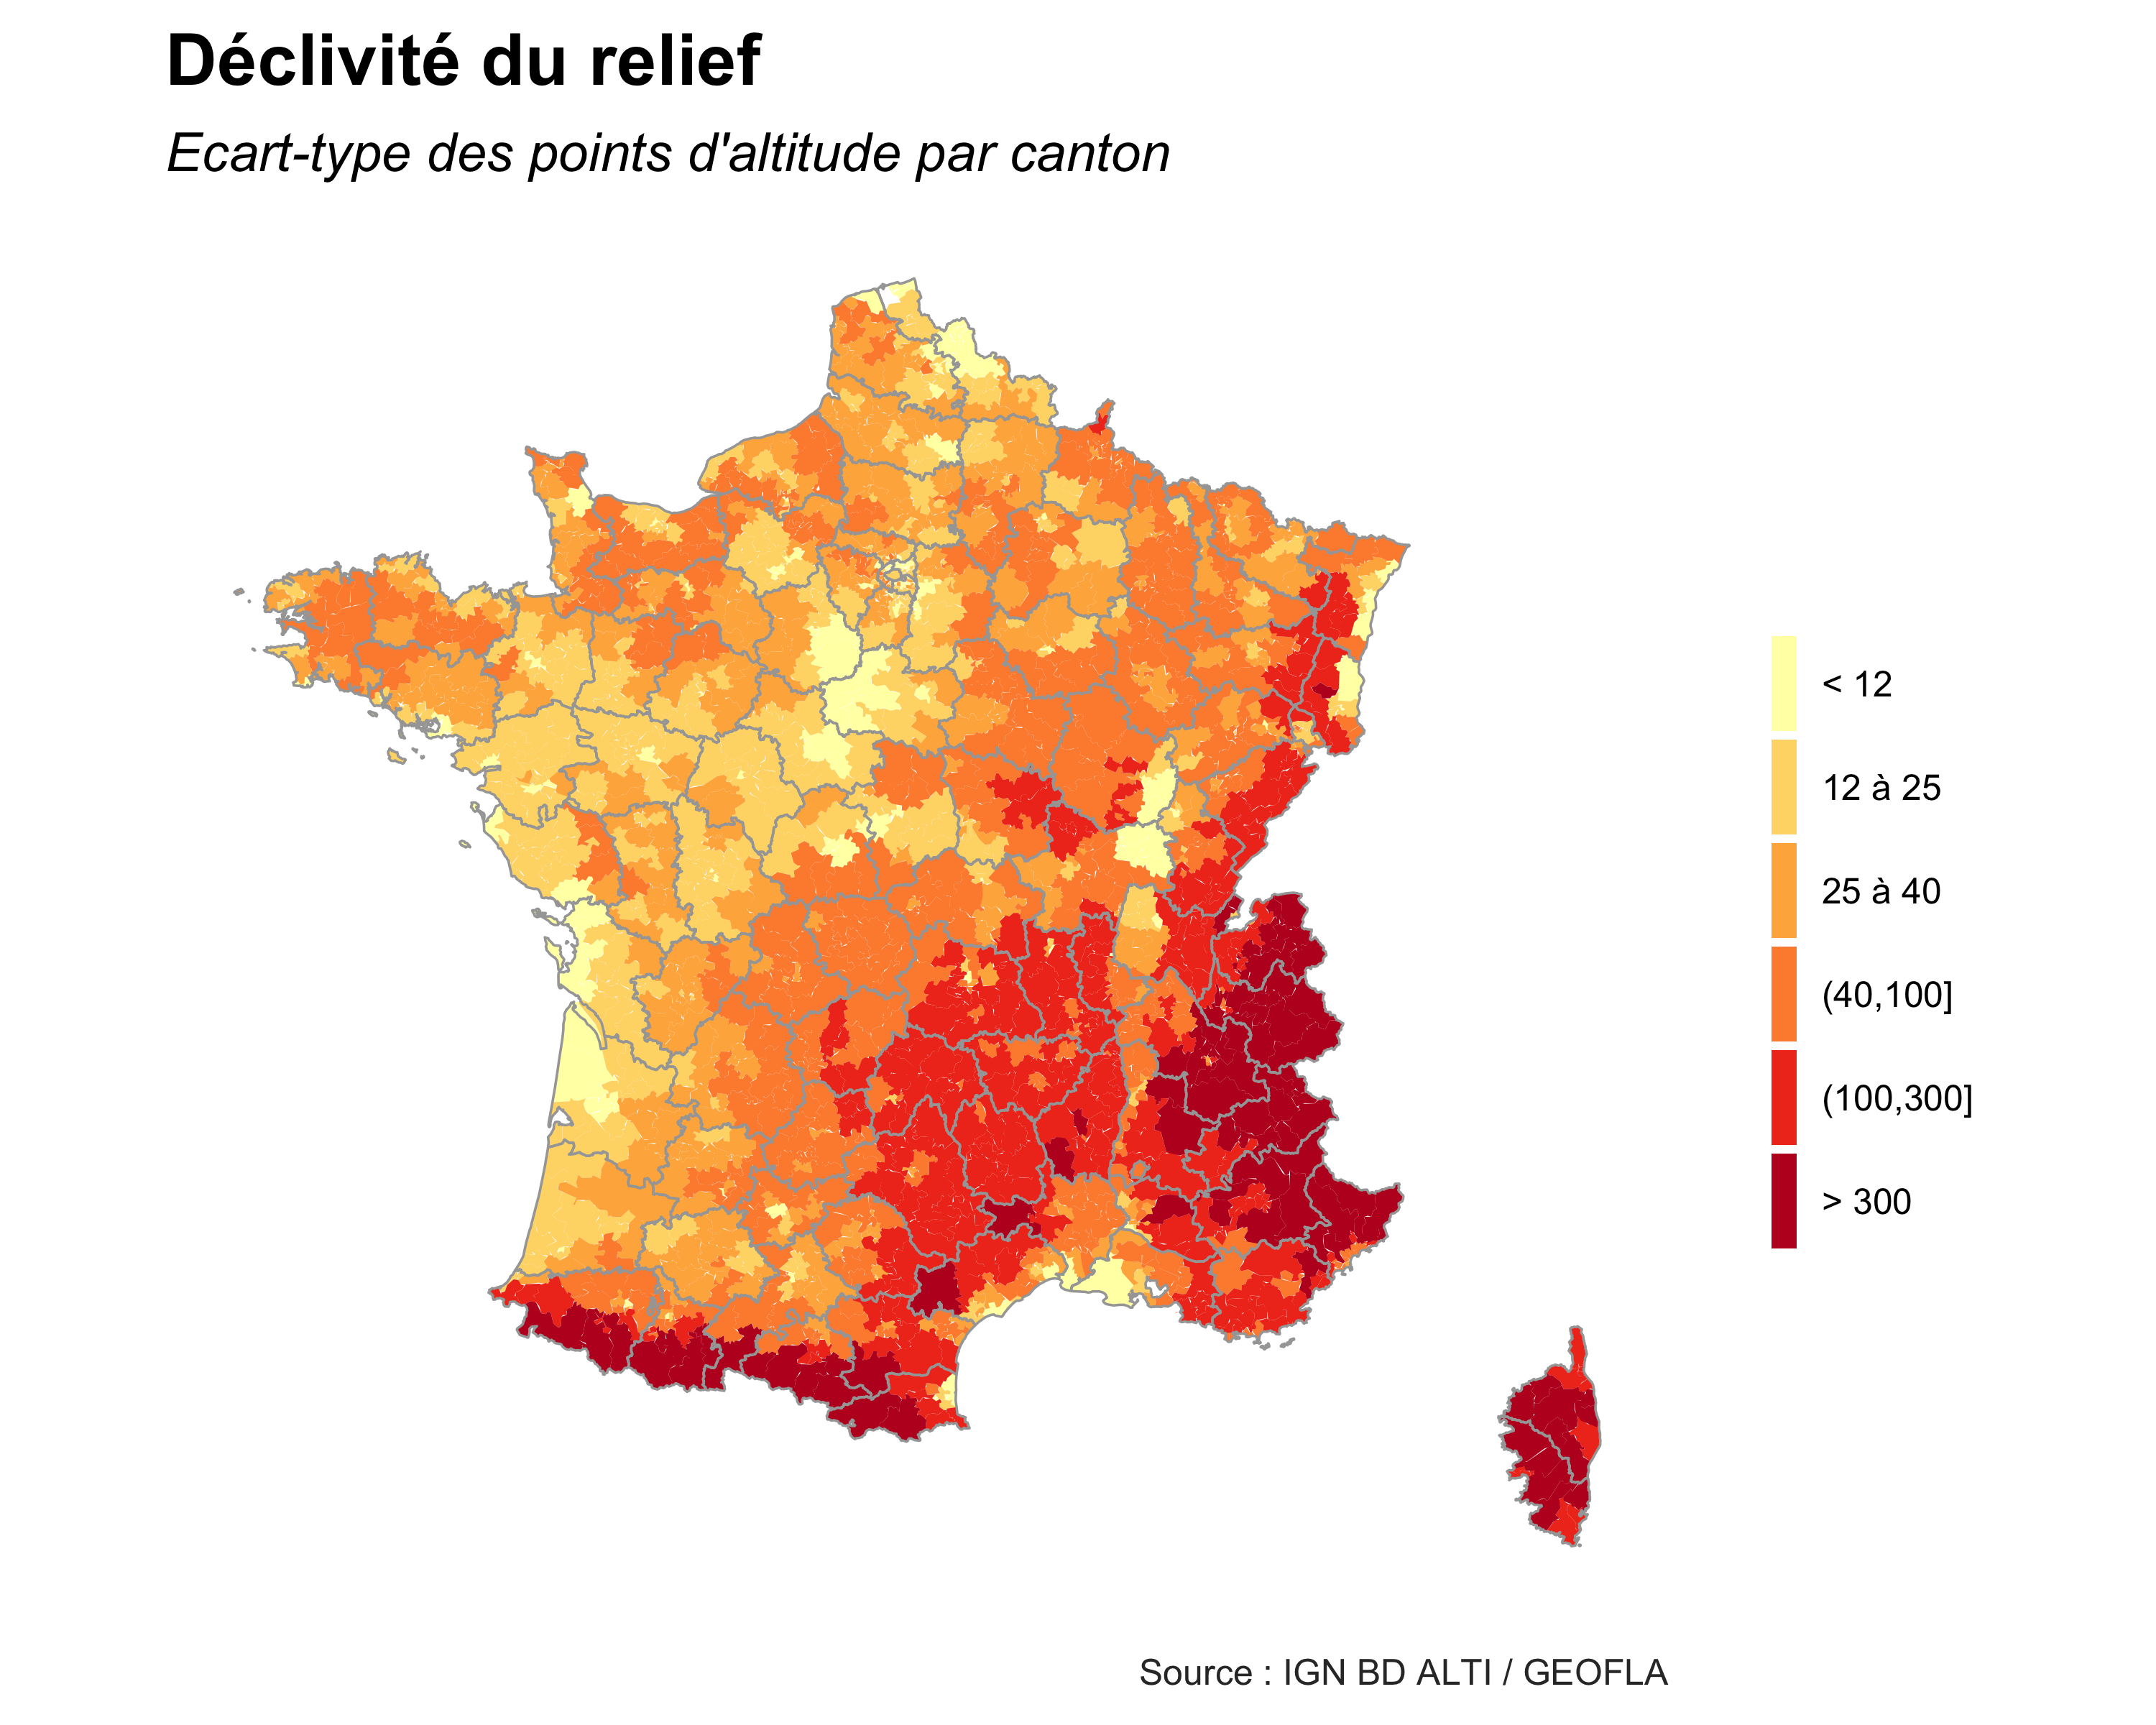 Déclivité du relief
Ecart-type des points d'altitude par canton
< 12
12 à 25
25 à 40
(40,100]
(100,300]
> 300
Source : IGN BD ALTI / GEOFLA